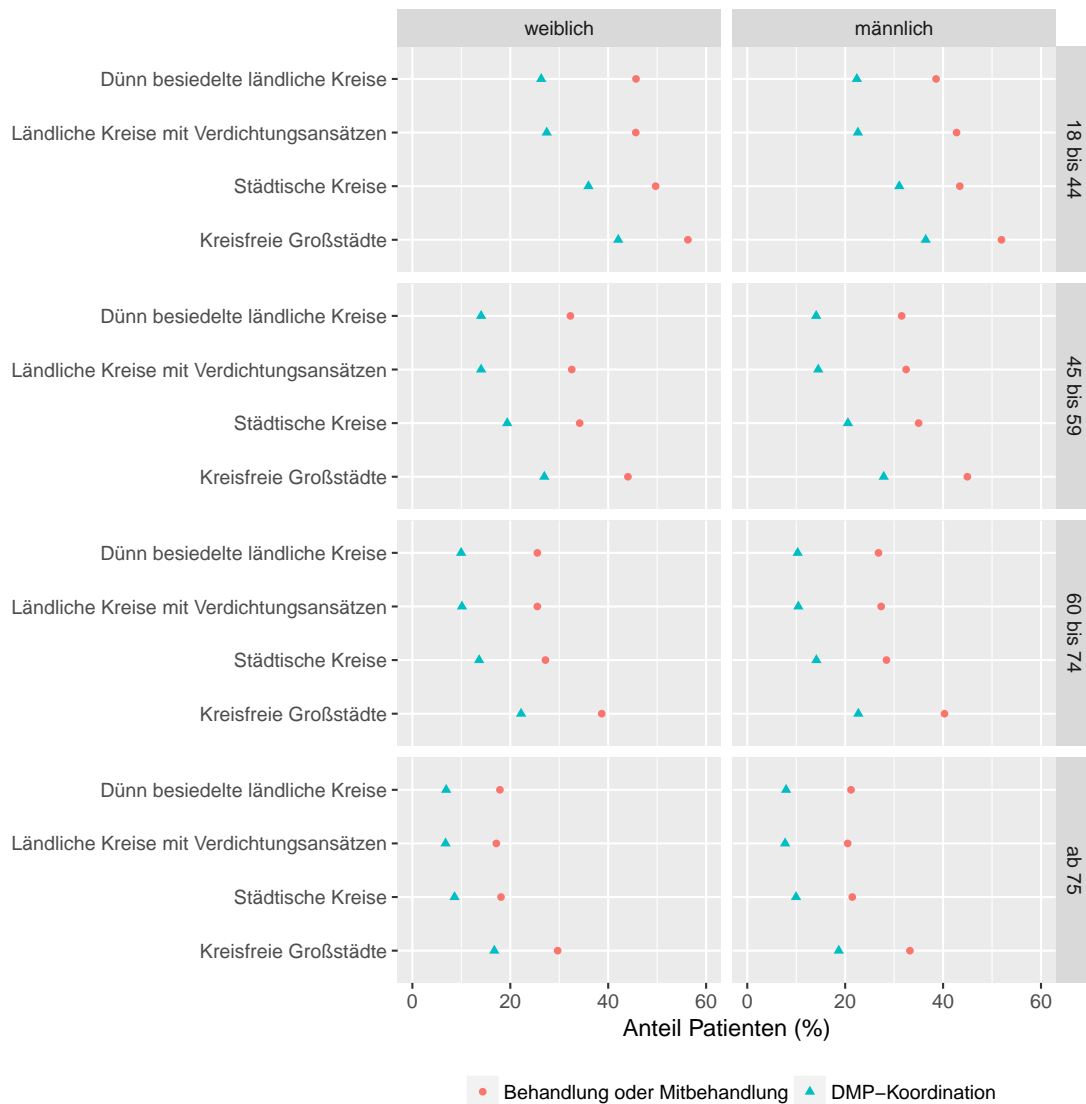 weiblich
männlich
Dünn besiedelte ländliche Kreise
Ländliche Kreise mit Verdichtungsansätzen
Städtische Kreise
Kreisfreie Großstädte
18 bis 44
Dünn besiedelte ländliche Kreise
Ländliche Kreise mit Verdichtungsansätzen
Städtische Kreise
Kreisfreie Großstädte
45 bis 59
Dünn besiedelte ländliche Kreise
Ländliche Kreise mit Verdichtungsansätzen
Städtische Kreise
Kreisfreie Großstädte
60 bis 74
Dünn besiedelte ländliche Kreise
Ländliche Kreise mit Verdichtungsansätzen
Städtische Kreise
Kreisfreie Großstädte
ab 75
0 20 40 60
0 20 40 60
Anteil Patienten (%)
Behandlung oder Mitbehandlung
DMP−Koordination